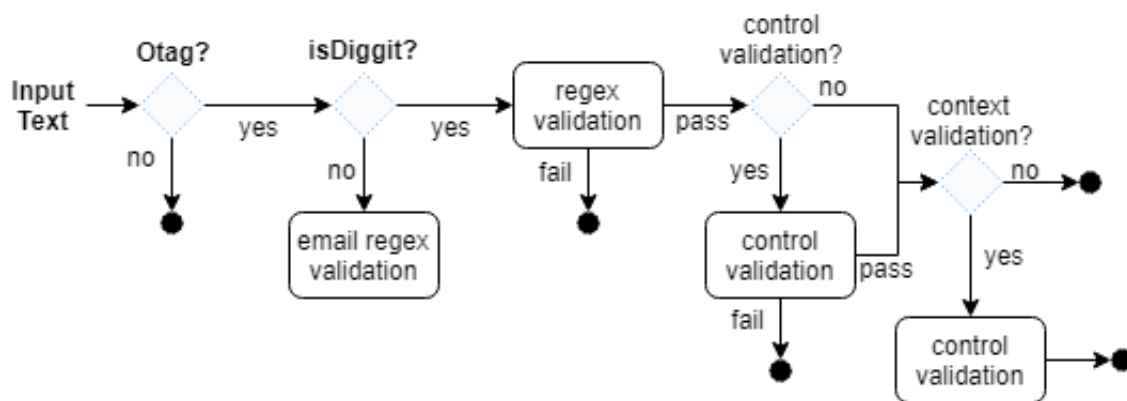 Input
Text
Otag?
yes
no
isDiggit?
yes
no
email regex
validation
regex
validation
pass
fail
control
validation?
no
yes
control
validation
pass
fail
context
validation?
no
yes
control
validation